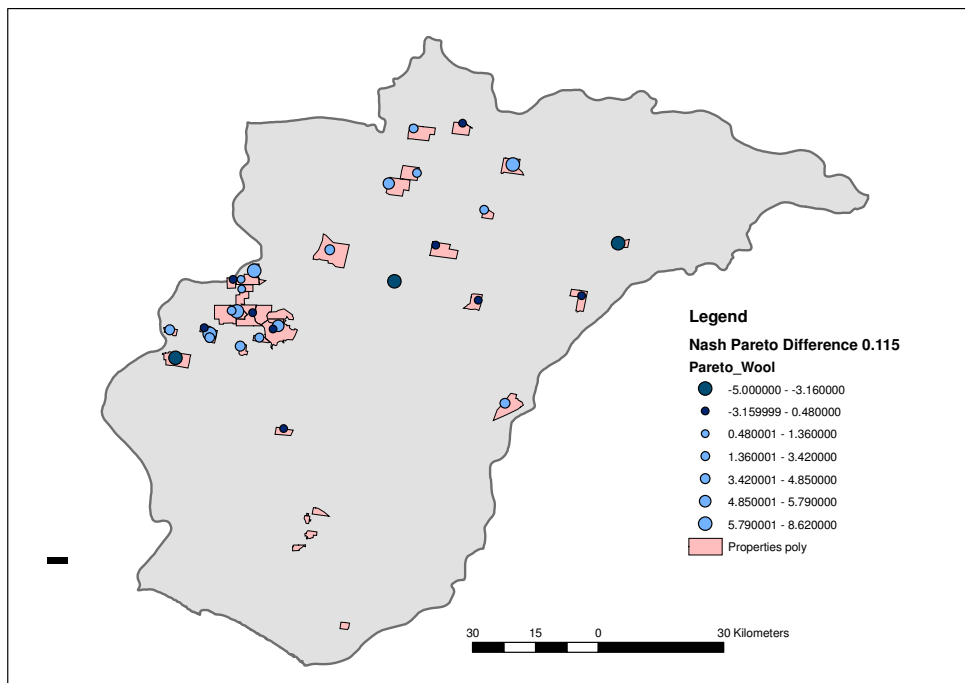 Legend
Nash Pareto Difference 0.115
Pareto_Wool
-5.000000 - -3.160000
-3.159999 - 0.480000
0.480001 - 1.360000
1.360001 - 3.420000
3.420001 - 4.850000
4.850001 - 5.790000
5.790001 - 8.620000
Properties poly
30 15 0 30 Kilometers